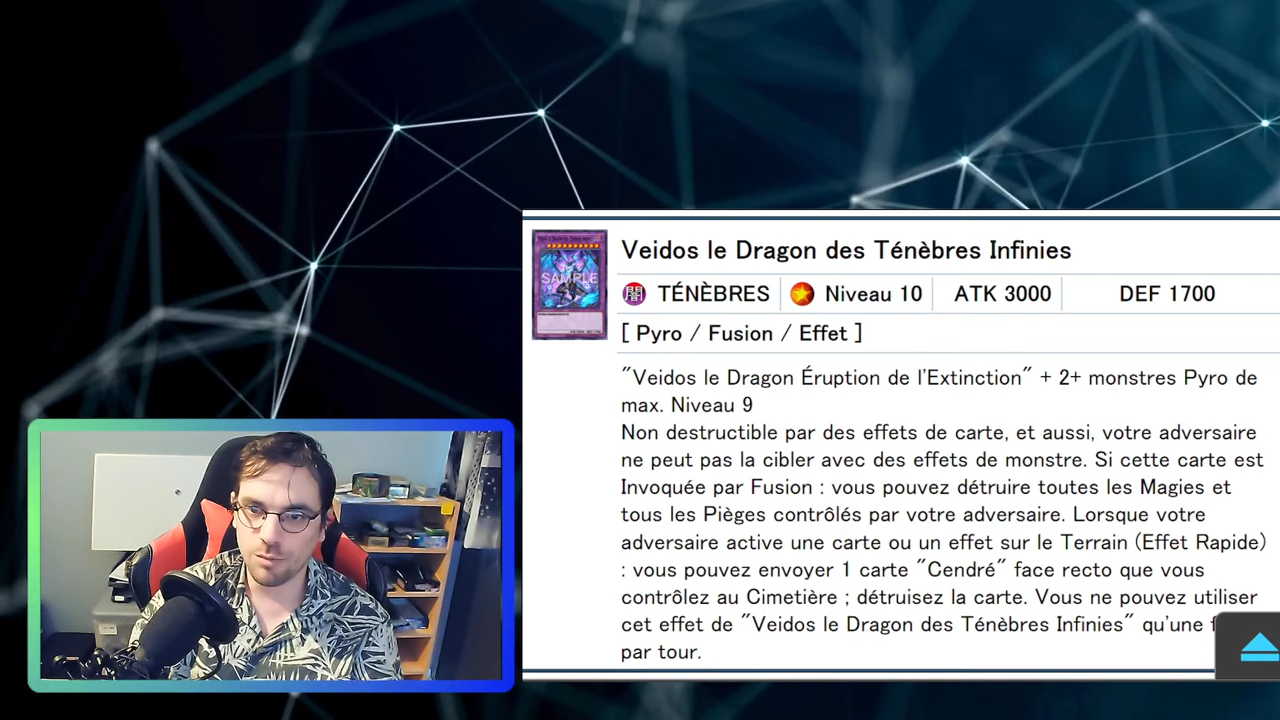 Veidos le Dragon des Ténèbres Infinies
SAMPLE
闇 TÉNÈBRES Niveau 10 ATK 3000 DEF 1700
[ Pyro / Fusion / Effet ]
"Veidos le Dragon Éruption de l'Extinction" + 2+ monstres Pyro de
max. Niveau 9
Non destructible par des effets de carte, et aussi, votre adversaire
ne peut pas la cibler avec des effets de monstre. Si cette carte est
Invoquée par Fusion : vous pouvez détruire toutes les Magies et
tous les Pièges contrôlés par votre adversaire. Lorsque votre
adversaire active une carte ou un effet sur le Terrain (Effet Rapide)
: vous pouvez envoyer 1 carte "Cendré" face recto que vous
contrôlez au Cimetière ; détruisez la carte. Vous ne pouvez utiliser
cet effet de "Veidos le Dragon des Ténèbres Infinies" qu'une
par tour.